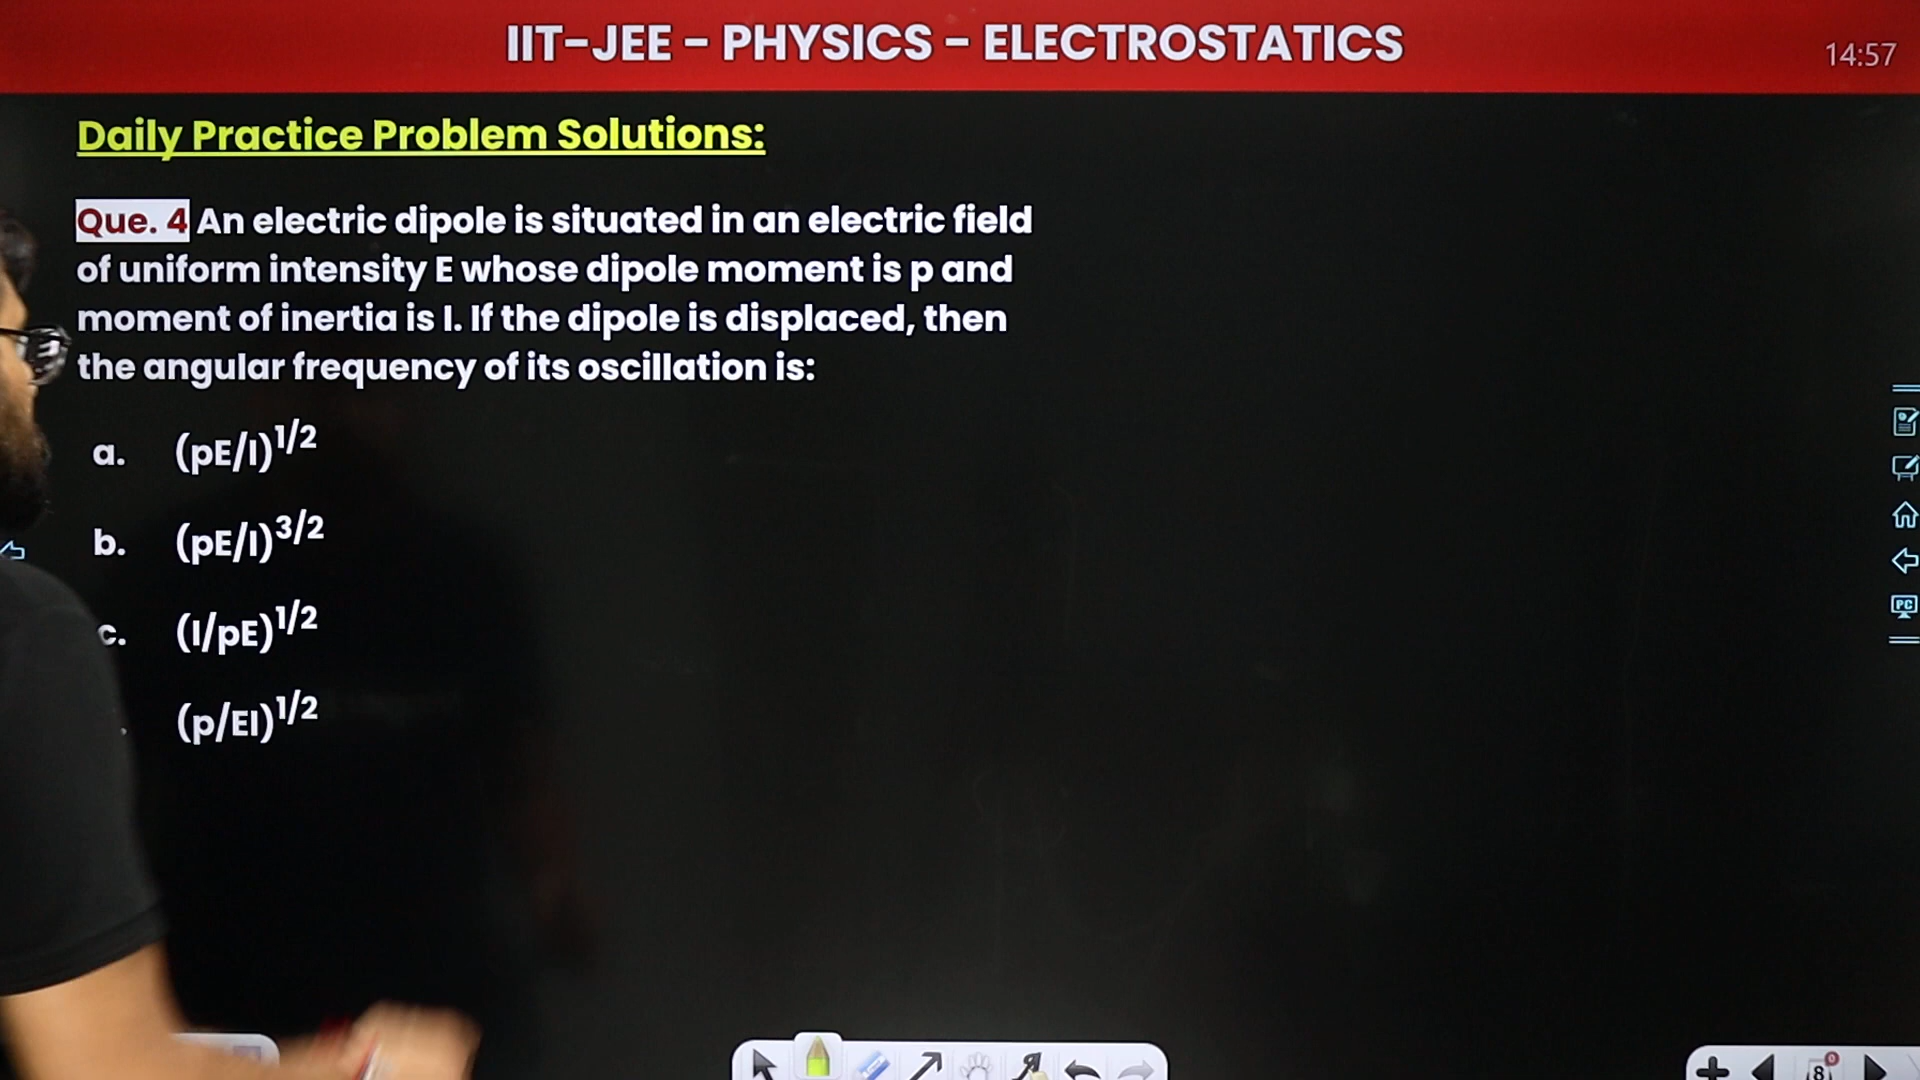 IIT-JEE - PHYSICS - ELECTROSTATICS
14:57
Daily Practice Problem Solutions:
Que. 4 An electric dipole is situated in an electric field
of uniform intensity E whose dipole moment is p and
moment of inertia is I. If the dipole is displaced, then
the angular frequency of its oscillation is:
a. (pE/I)^1/2
b. (pE/I)^3/2
c. (I/pE)^1/2
(p/EI)^1/2
PC
8
0